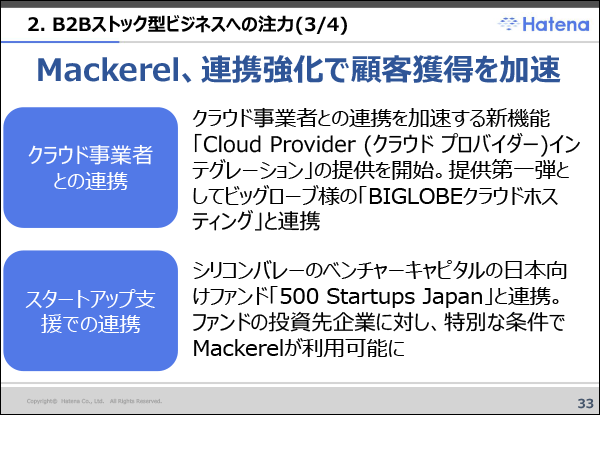 2. B2Bストック型ビジネスへの注力(3/4)
Hatena
Mackerel、連携強化で顧客獲得を加速
クラウド事業者
との連携
クラウド事業者との連携を加速する新機能
「Cloud Provider (クラウド プロバイダー)イン
テグレーション」の提供を開始。提供第一弾と
してビッグローブ様の「BIGLOBEクラウドホス
ティング」と連携
スタートアップ支
援での連携
シリコンバレーのベンチャーキャピタルの日本向
けファンド「500 Startups Japan」と連携。
ファンドの投資先企業に対し、特別な条件で
Mackerelが利用可能に
Copyright© Hatena Co., Ltd. All Rights Reserved.
33